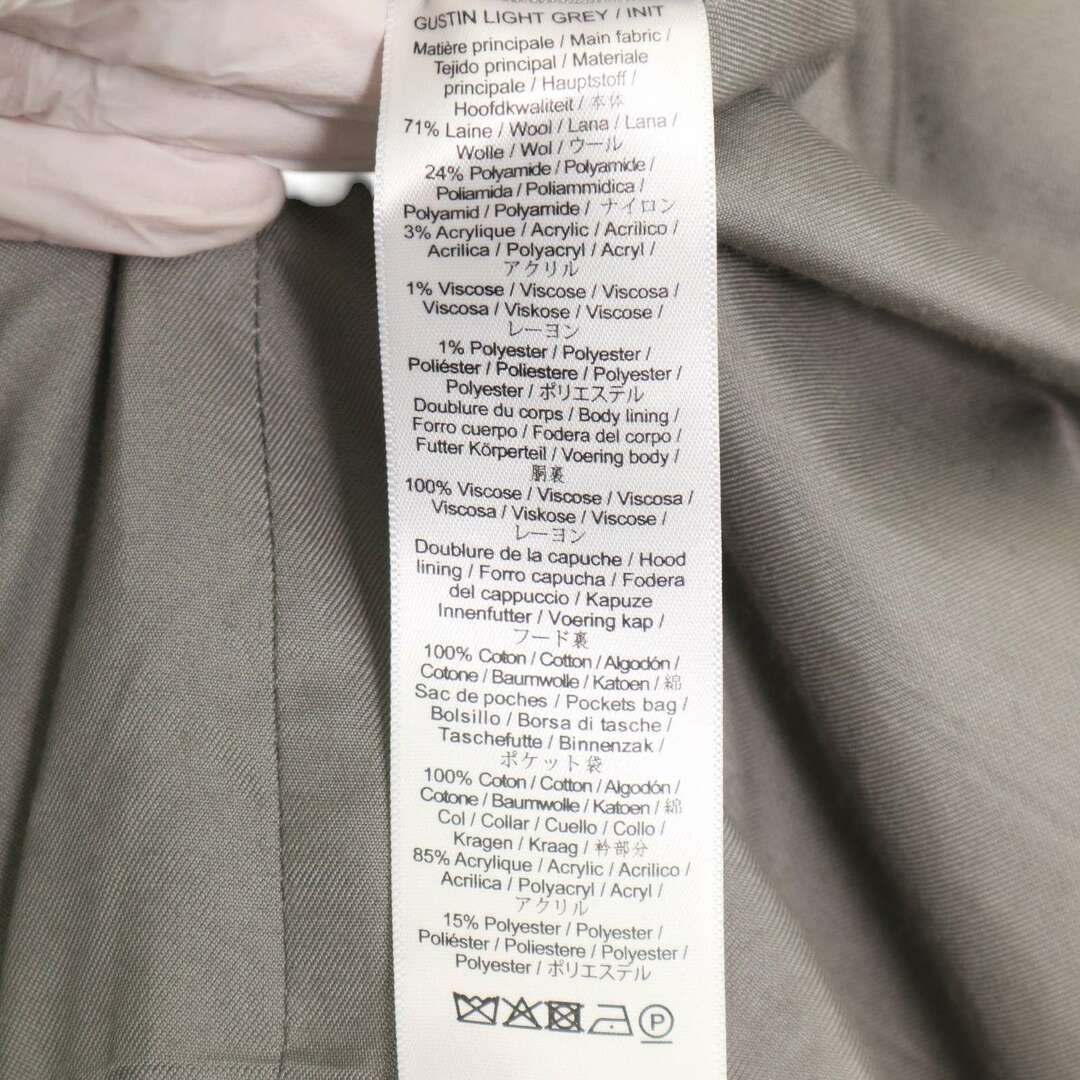 GUSTIN LIGHT GREY / INIT
Matière principale / Main fabric /
Tejido principal / Materiale
principale / Hauptstoff /
Hoofdkwaliteit / 本体
71% Laine / Wool / Lana / Lana /
Wolle / Wol / ウール
24% Polyamide / Polyamide /
Poliamida / Poliammidica /
Polyamid / Polyamide / ナイロン
3% Acrylique / Acrylic / Acrilico /
Acrilica / Polyacryl / Acryl /
アクリル
1% Viscose / Viscose / Viscosa /
Viscosa / Viskose / Viscose /
レーヨン
1% Polyester / Polyester /
Poliéster / Poliestere / Polyester /
Polyester / ポリエステル
Doublure du corps / Body lining /
Forro cuerpo / Fodera del corpo /
Futter Körperteil / Voering body /
胴裏
100% Viscose / Viscose / Viscosa /
Viscosa / Viskose / Viscose /
レーヨン
Doublure de la capuche / Hood
lining / Forro capucha / Fodera
del cappuccio / Kapuze
Innenfutter / Voering kap /
フード裏
100% Coton / Cotton / Algodón /
Cotone / Baumwolle / Katoen / 綿
Sac de poches / Pockets bag /
Bolsillo / Borsa di tasche /
Taschefutte / Binnenzak /
ポケット袋
100% Coton / Cotton / Algodón /
Cotone / Baumwolle / Katoen / 綿
Col / Collar / Cuello / Collo /
Kragen / Kraag / 衿部分
85% Acrylique / Acrylic / Acrilico /
Acrilica / Polyacryl / Acryl /
アクリル
15% Polyester / Polyester /
Poliéster / Poliestere / Polyester /
Polyester / ポリエステル
P